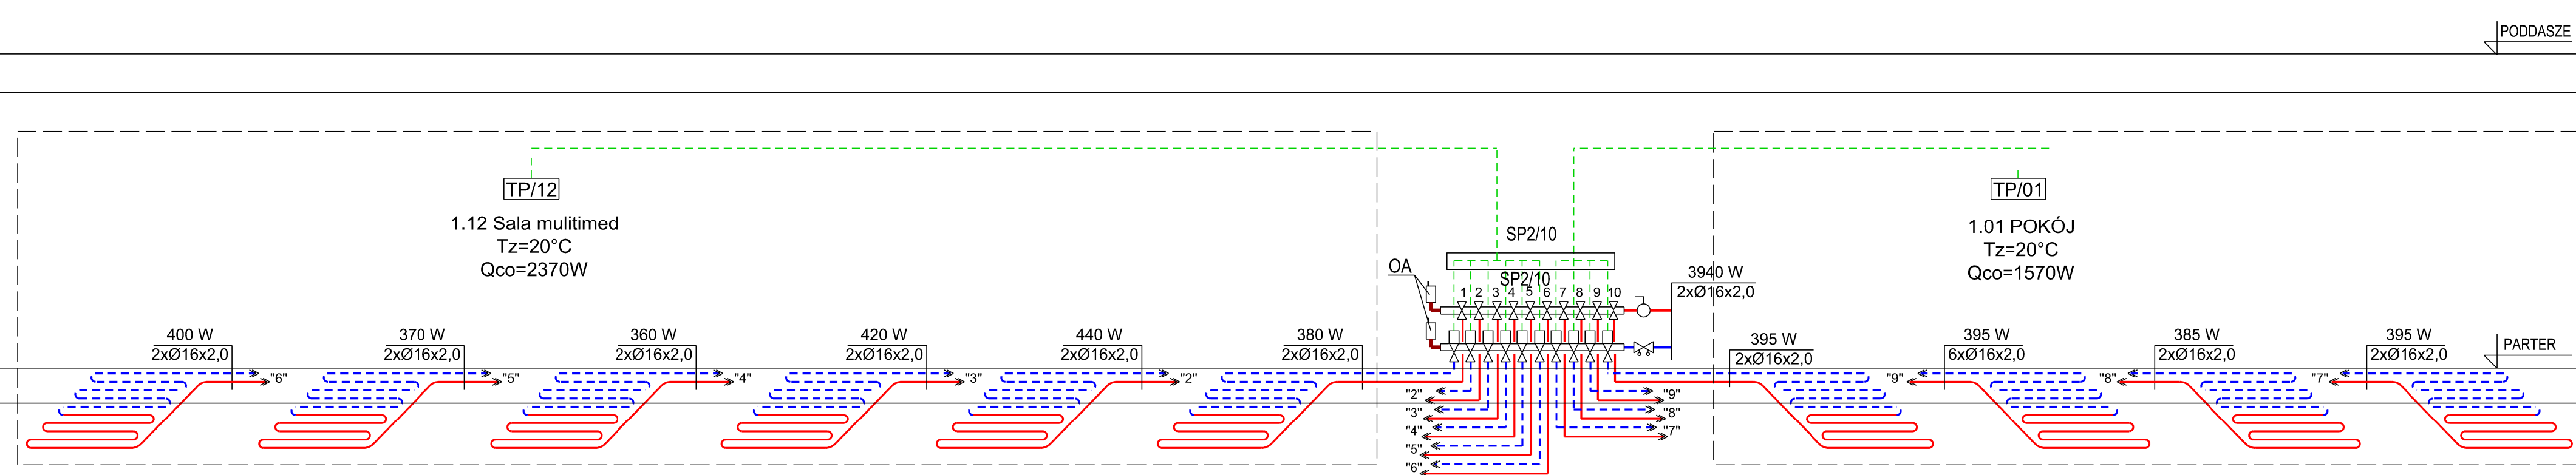 PODDASZE
TP/12
1.12 Sala mulitimed
Tz=20°C
Qco=2370W
TP/01
1.01 POKÓJ
Tz=20°C
Qco=1570W
SP2/10
SP2/10
OA
1 2 3 4 5 6 7 8 9 10
3940 W
2xØ16x2,0
400 W
2xØ16x2,0
"6"
370 W
2xØ16x2,0
"5"
360 W
2xØ16x2,0
"4"
420 W
2xØ16x2,0
"3"
440 W
2xØ16x2,0
"2"
380 W
2xØ16x2,0
"2"
"3"
"4"
"5"
"6"
"9"
"8"
"7"
395 W
2xØ16x2,0
"9"
395 W
6xØ16x2,0
"8"
385 W
2xØ16x2,0
"7"
395 W
2xØ16x2,0
PARTER